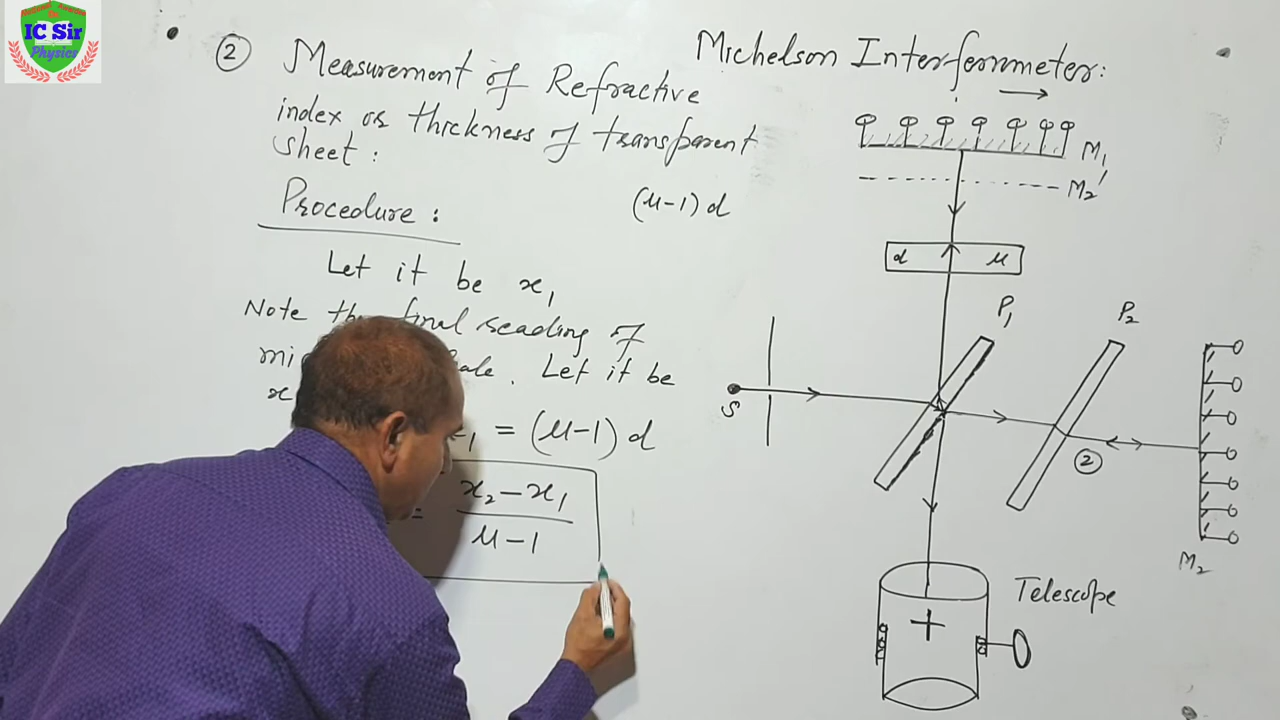 IC Sir
Physics
② Measurement of Refractive
index or thickness of transparent
sheet :
Procedure :
(μ-1) d
Let it be x₁
Note the final reading of
Let it be
x
= (μ-1) d
= x₂ - x₁
μ - 1
Michelson Interferometer:
M₁
M₂'
d μ
P₁
P₂
S
②
M₂
Telescope